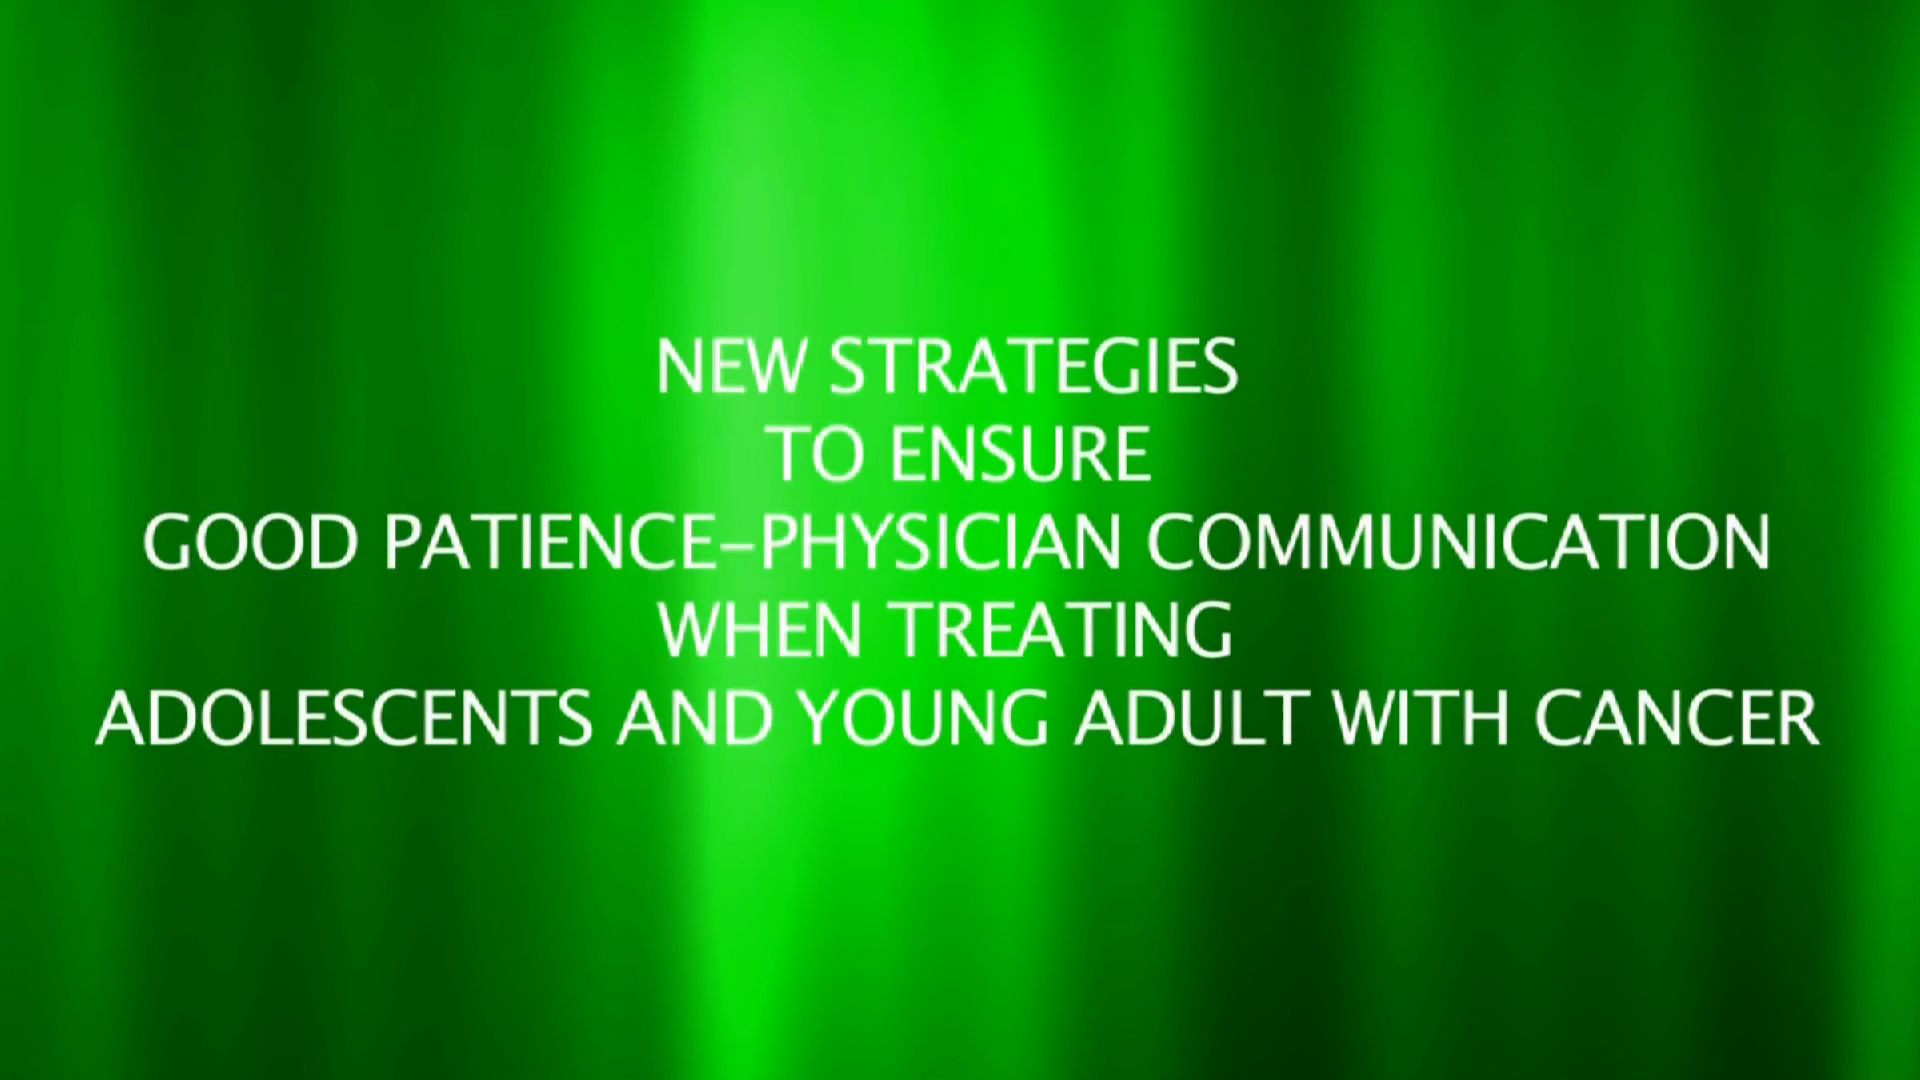 NEW STRATEGIES
TO ENSURE
GOOD PATIENCE-PHYSICIAN COMMUNICATION
WHEN TREATING
ADOLESCENTS AND YOUNG ADULT WITH CANCER